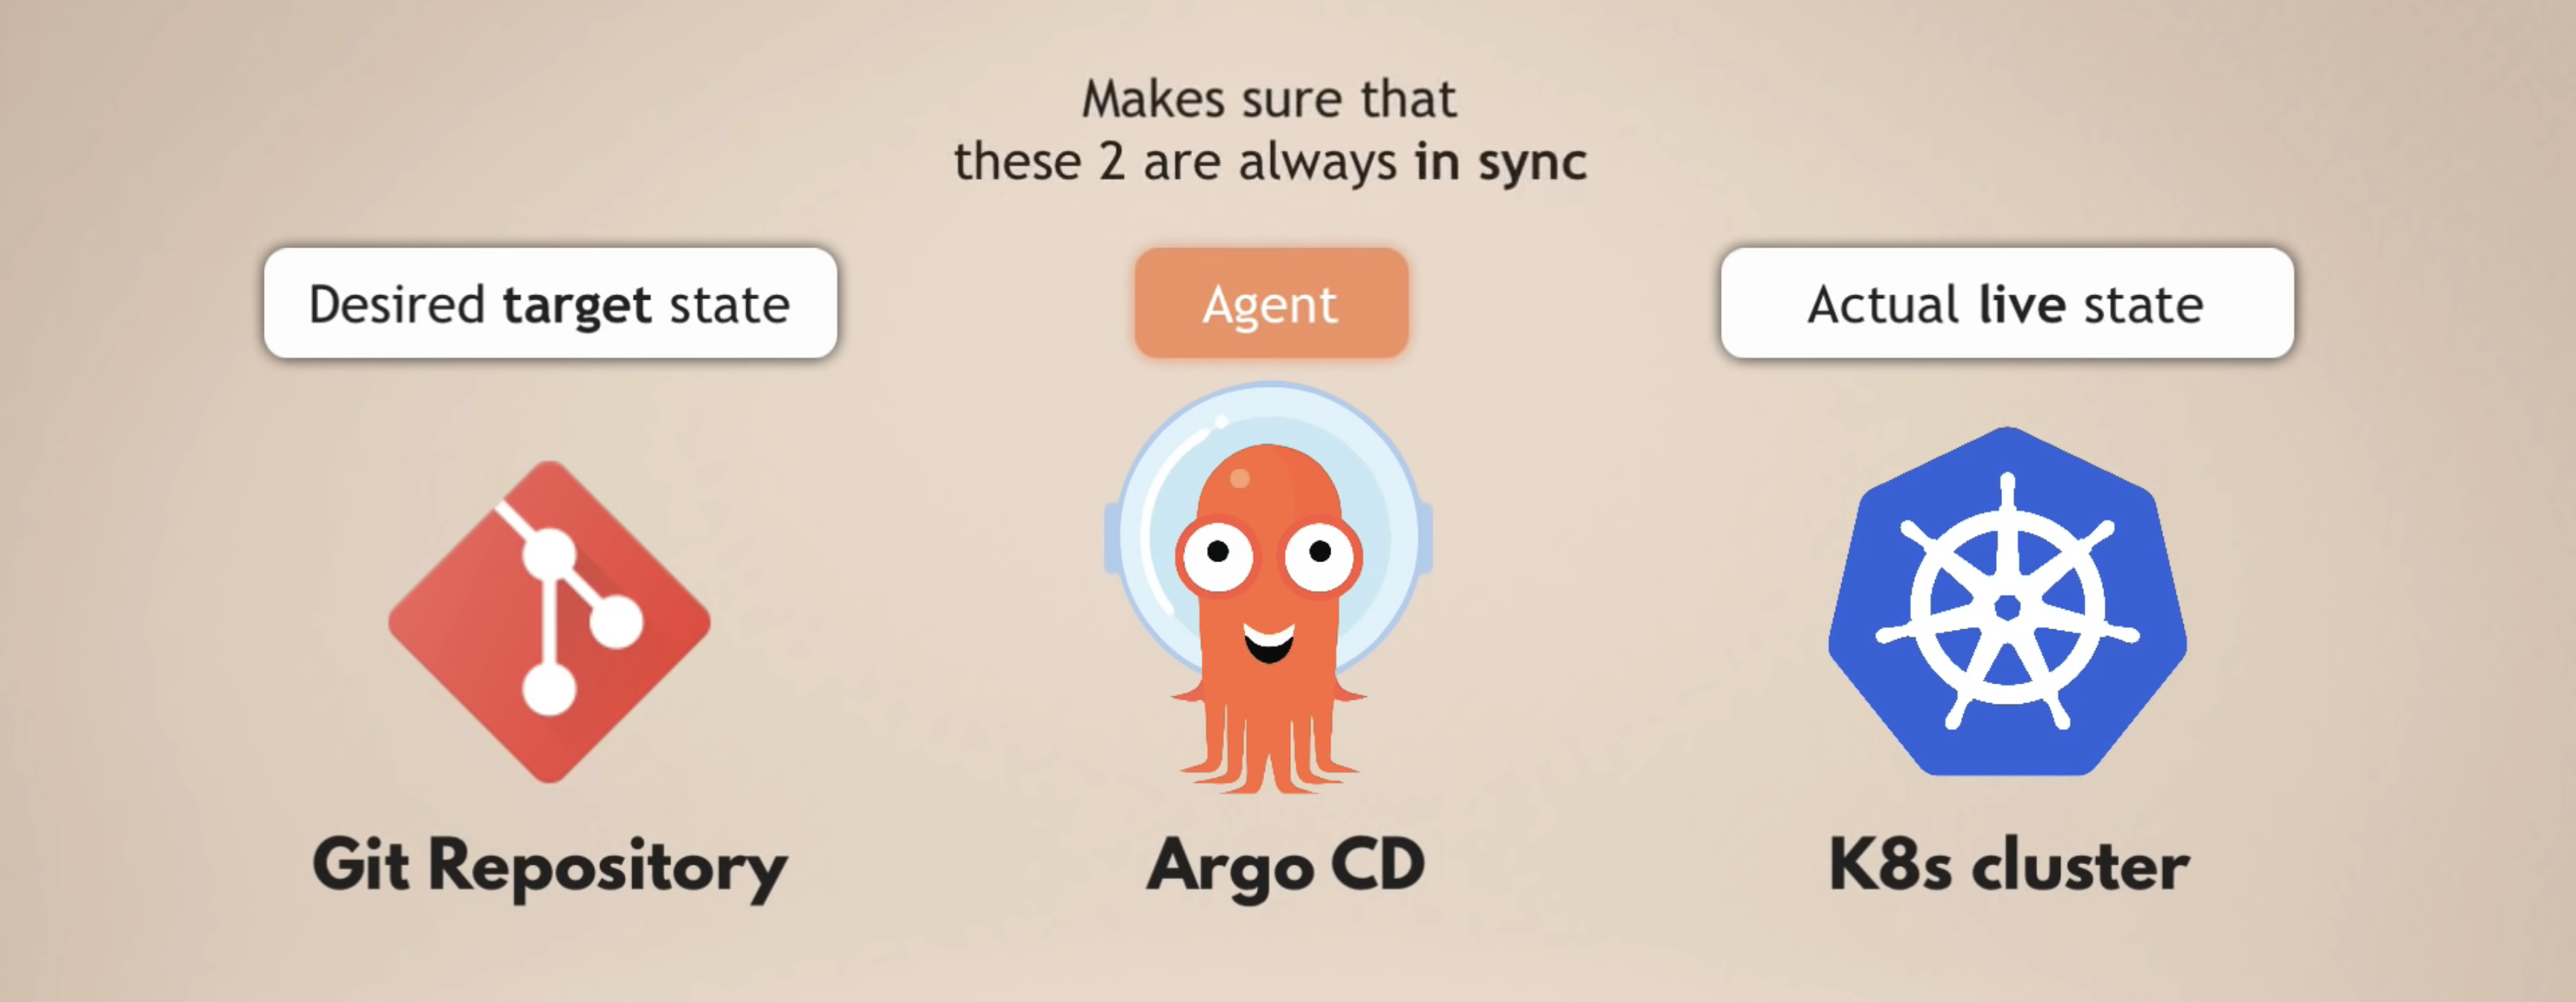 Makes sure that
these 2 are always in sync
Desired target state
Agent
Actual live state
Git Repository
Argo CD
K8s cluster